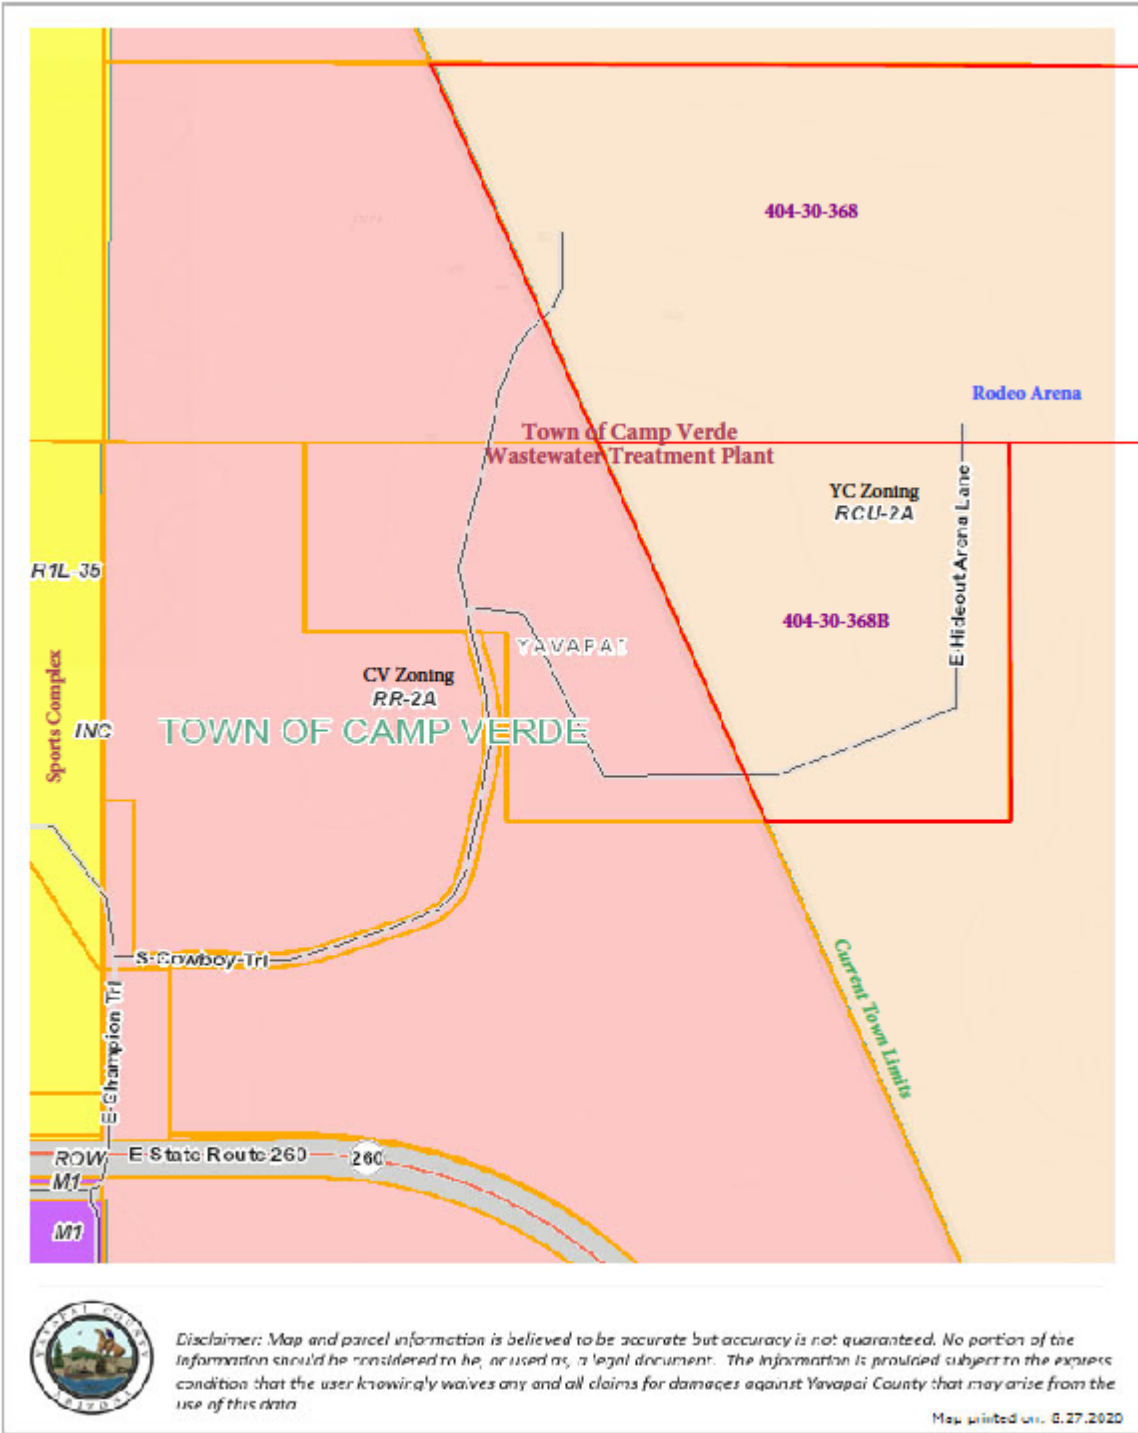 404-30-368
Rodeo Arena
Town of Camp Verde
Wastewater Treatment Plant
YC Zoning
RCU-2A
E Hideout Arena Lane
R1L-35
404-30-368B
YAVAPAI
CV Zoning
RR-2A
Sports Complex
INC
TOWN OF CAMP VERDE
S Cowboy Trl
E Champion Trl
Current Town Limits
ROW
E State Route 260
260
M1
M1
YAVAPAI COUNTY
ARIZONA
Disclaimer: Map and parcel information is believed to be accurate but accuracy is not guaranteed. No portion of the
information should be considered to be, or used as, a legal document. The information is provided subject to the express
condition that the user knowingly waives any and all claims for damages against Yavapai County that may arise from the
use of this data
Map printed on: 8.27.2020